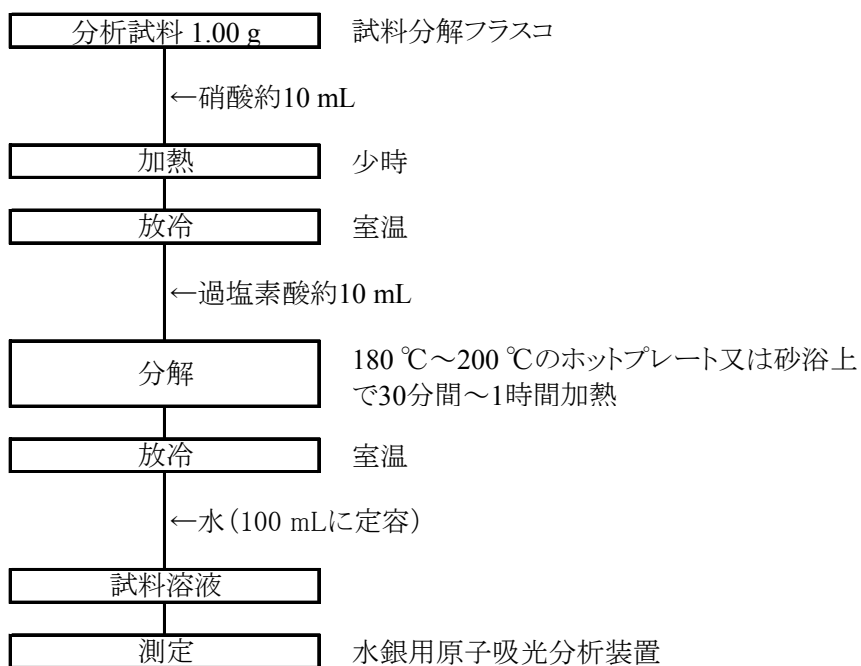 分析試料 1.00 g 試料分解フラスコ
←硝酸約10 mL
加熱 少時
放冷 室温
←過塩素酸約10 mL
分解 180 ℃~200 ℃のホットプレート又は砂浴上
で30分間~1時間加熱
放冷 室温
←水(100 mLに定容)
試料溶液
測定 水銀用原子吸光分析装置